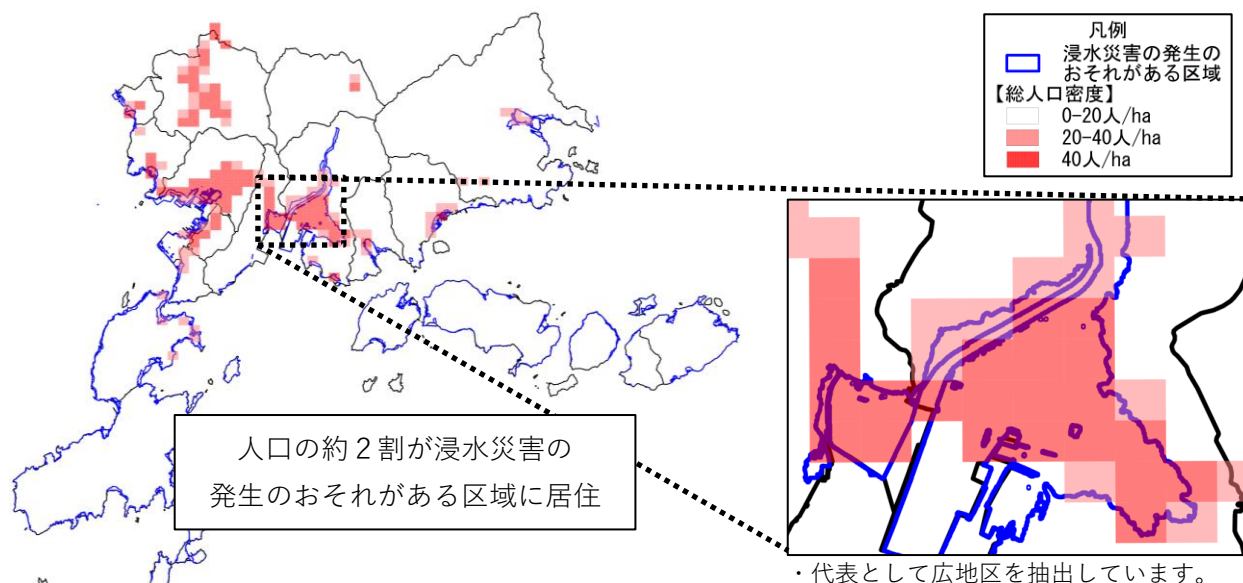 凡例
浸水災害の発生の
おそれがある区域
【総人口密度】
0-20人/ha
20-40人/ha
40人/ha
人口の約２割が浸水災害の
発生のおそれがある区域に居住
・代表として広地区を抽出しています。